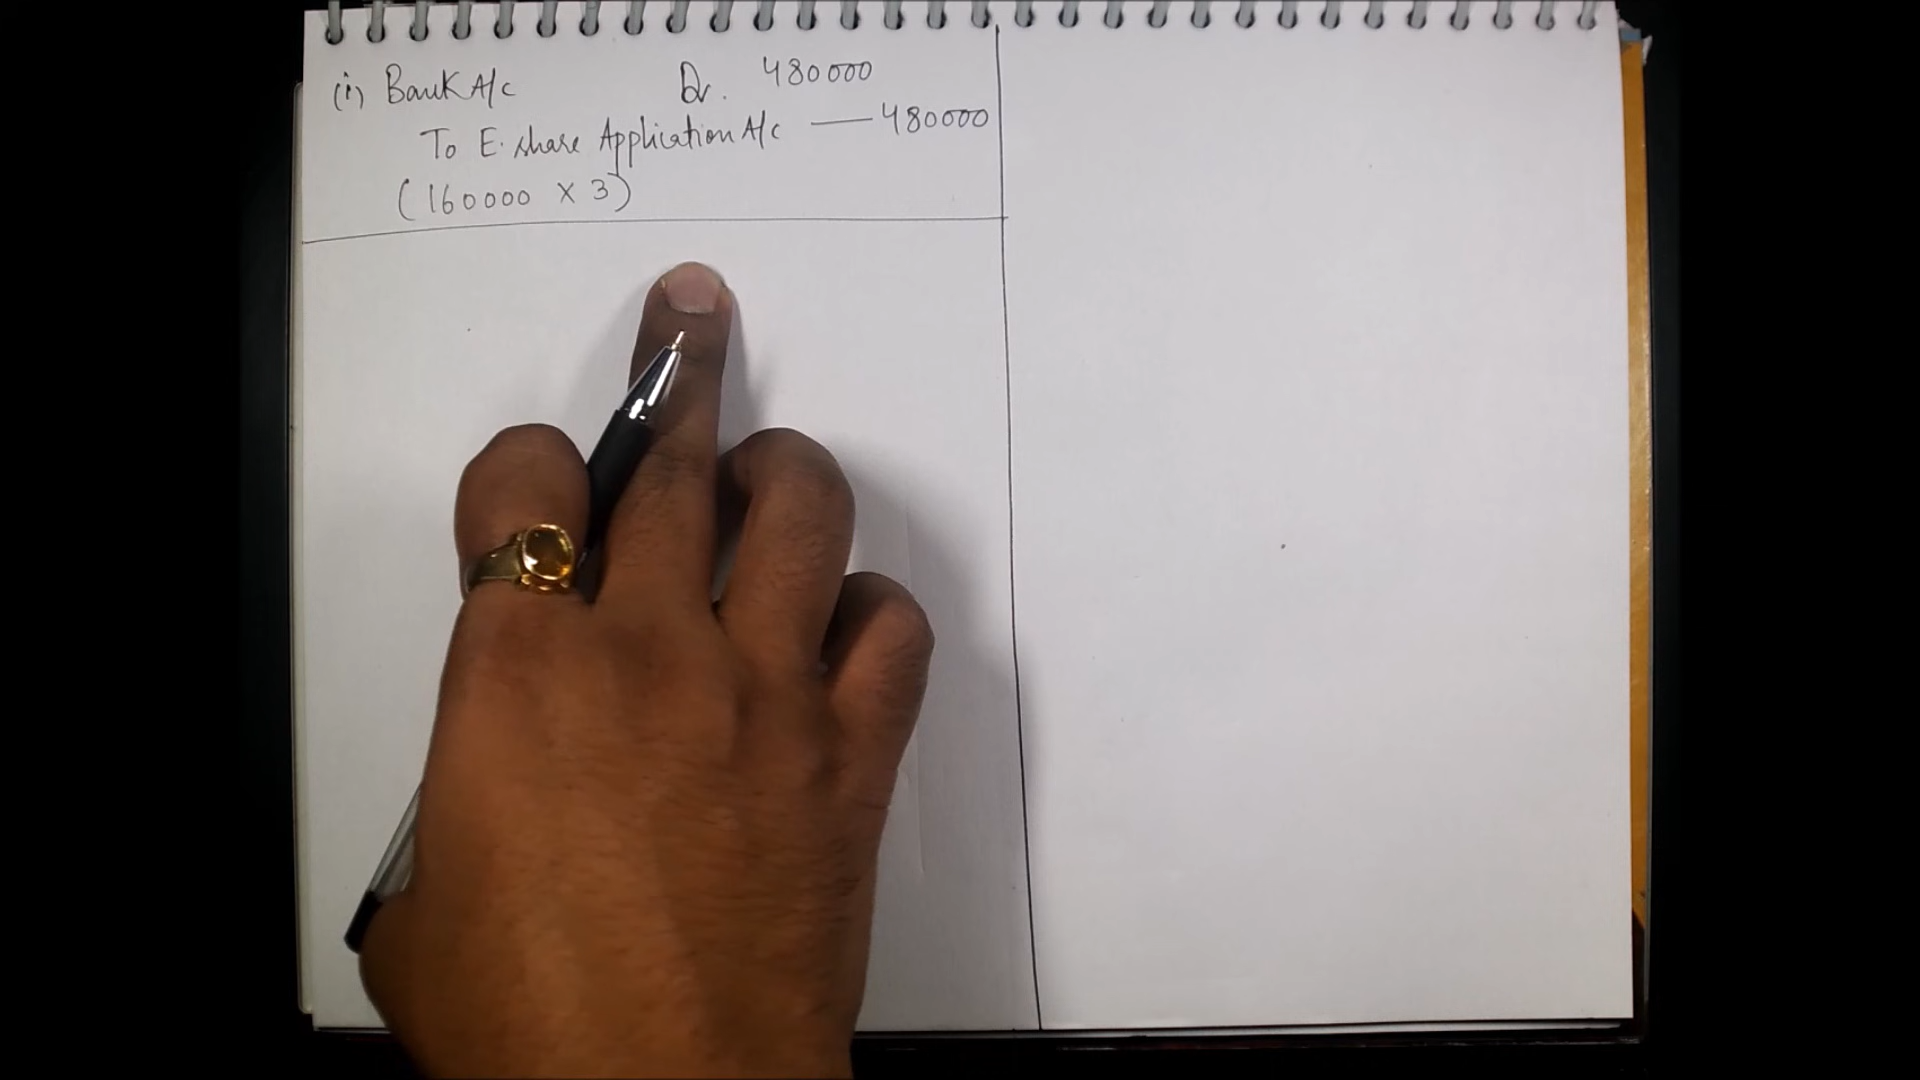 (i) Bank A/c Dr. 480000
To E. share Application A/c — 480000
(160000 X 3)